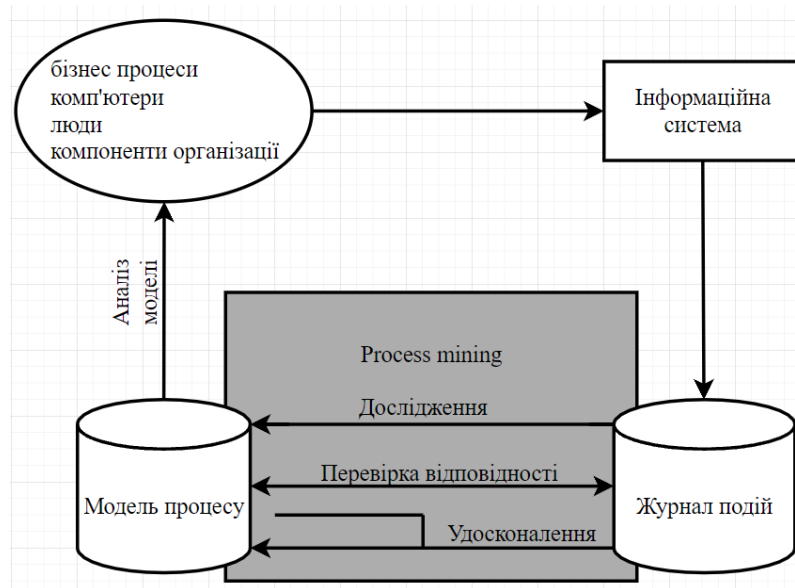 бізнес процеси
комп'ютери
люди
компоненти організації
Інформаційна
система
Аналіз
моделі
Process mining
Дослідження
Перевірка відповідності
Модель процесу
Журнал подій
Удосконалення